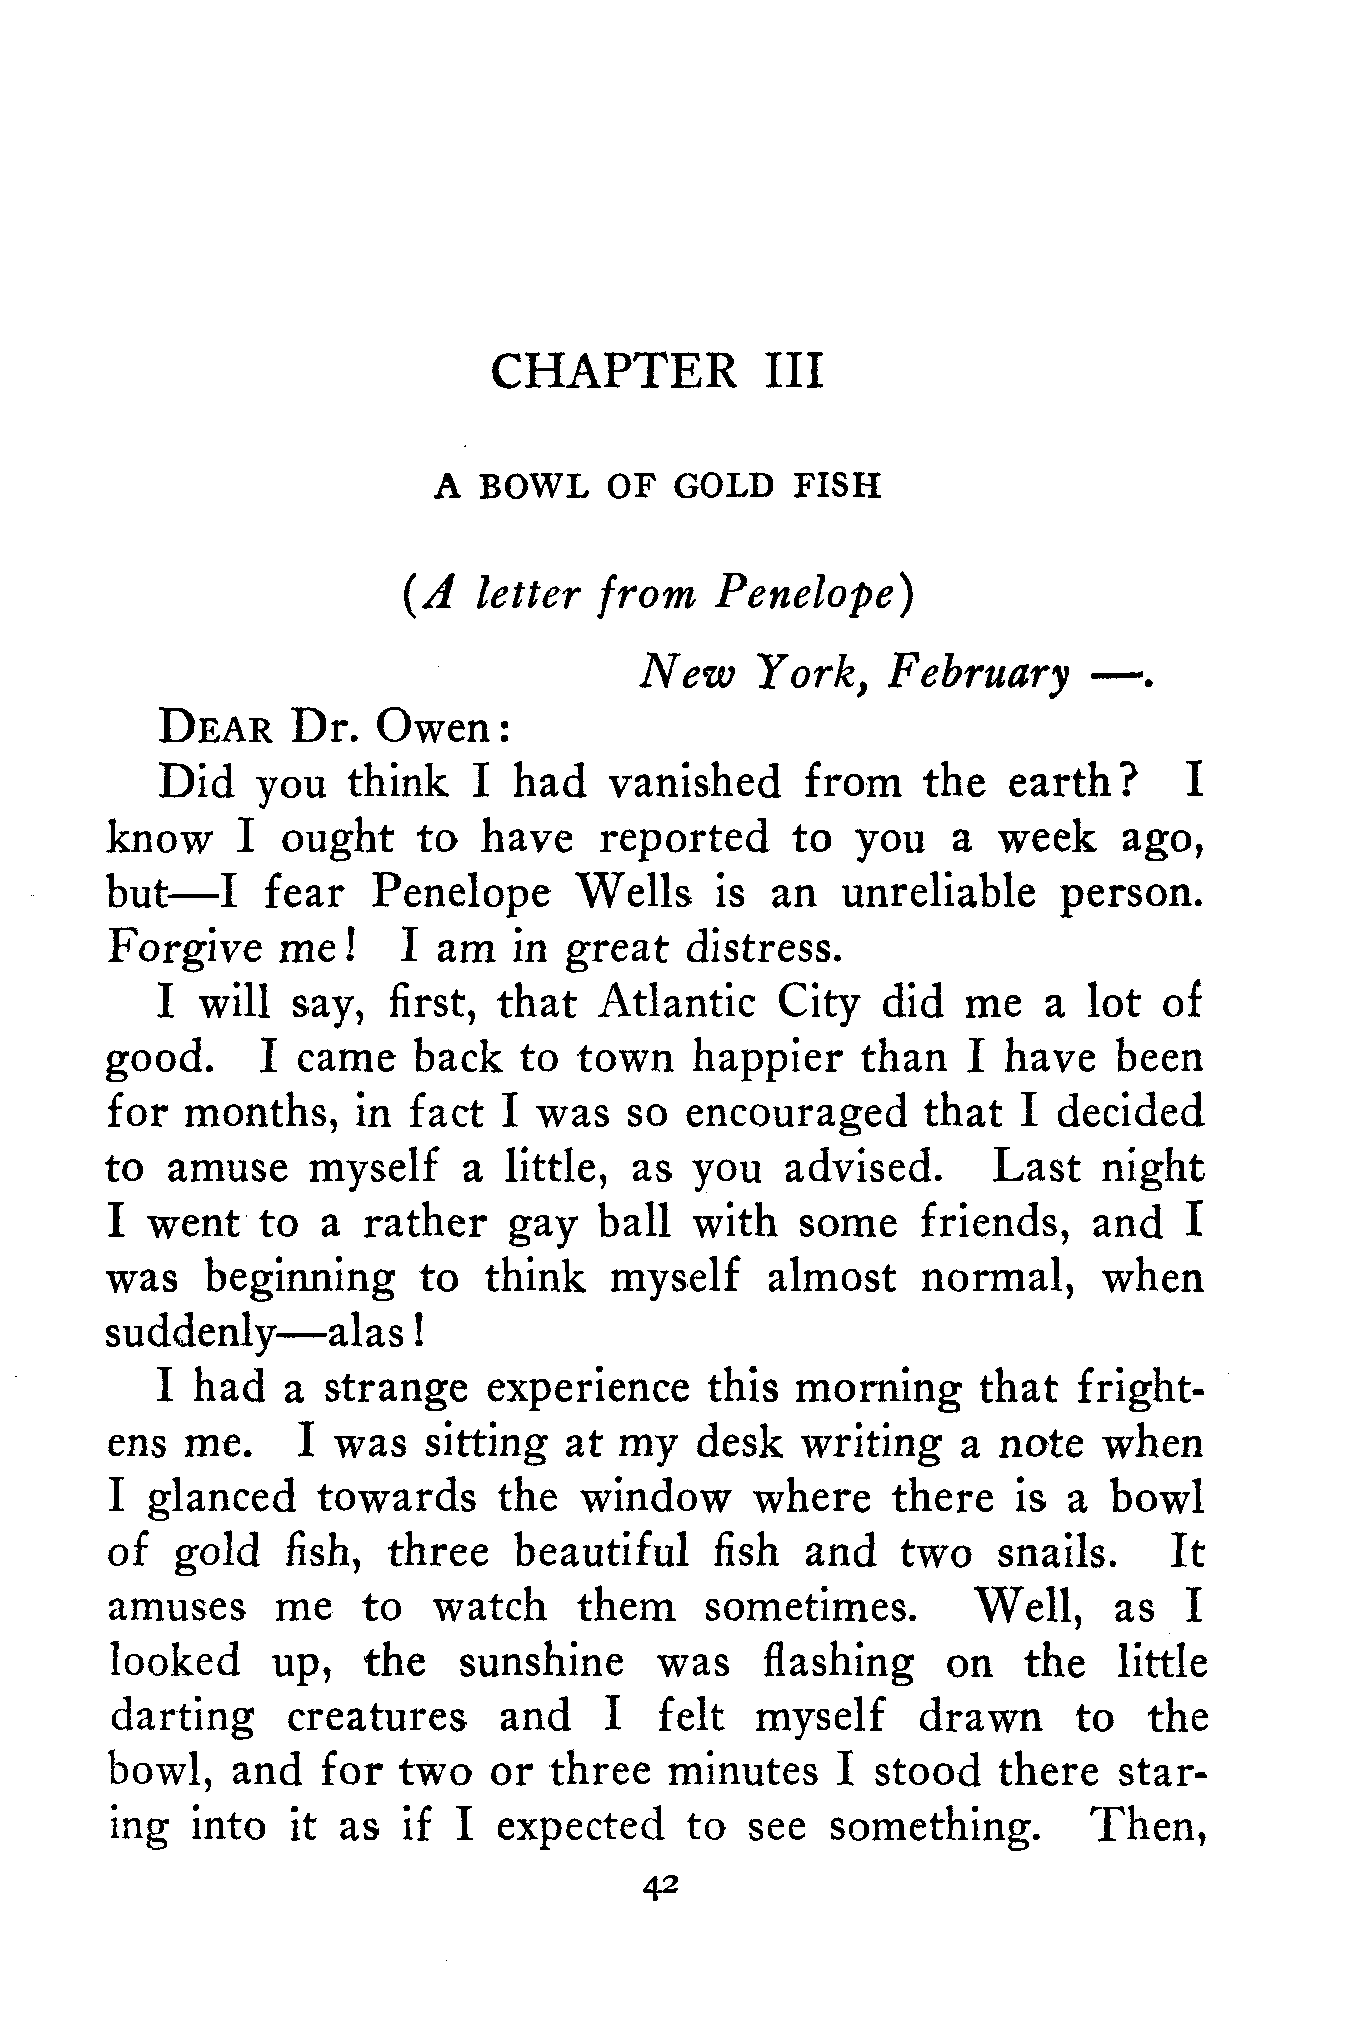 CHAPTER III
A BOWL OF GOLD FISH
(A letter from Penelope)
New York, February —.
DEAR Dr. Owen:
Did you think I had vanished from the earth? I
know I ought to have reported to you a week ago,
but—I fear Penelope Wells is an unreliable person.
Forgive me! I am in great distress.
I will say, first, that Atlantic City did me a lot of
good. I came back to town happier than I have been
for months, in fact I was so encouraged that I decided
to amuse myself a little, as you advised. Last night
I went to a rather gay ball with some friends, and I
was beginning to think myself almost normal, when
suddenly—alas!
I had a strange experience this morning that fright-
ens me. I was sitting at my desk writing a note when
I glanced towards the window where there is a bowl
of gold fish, three beautiful fish and two snails. It
amuses me to watch them sometimes. Well, as I
looked up, the sunshine was flashing on the little
darting creatures and I felt myself drawn to the
bowl, and for two or three minutes I stood there star-
ing into it as if I expected to see something. Then,
42